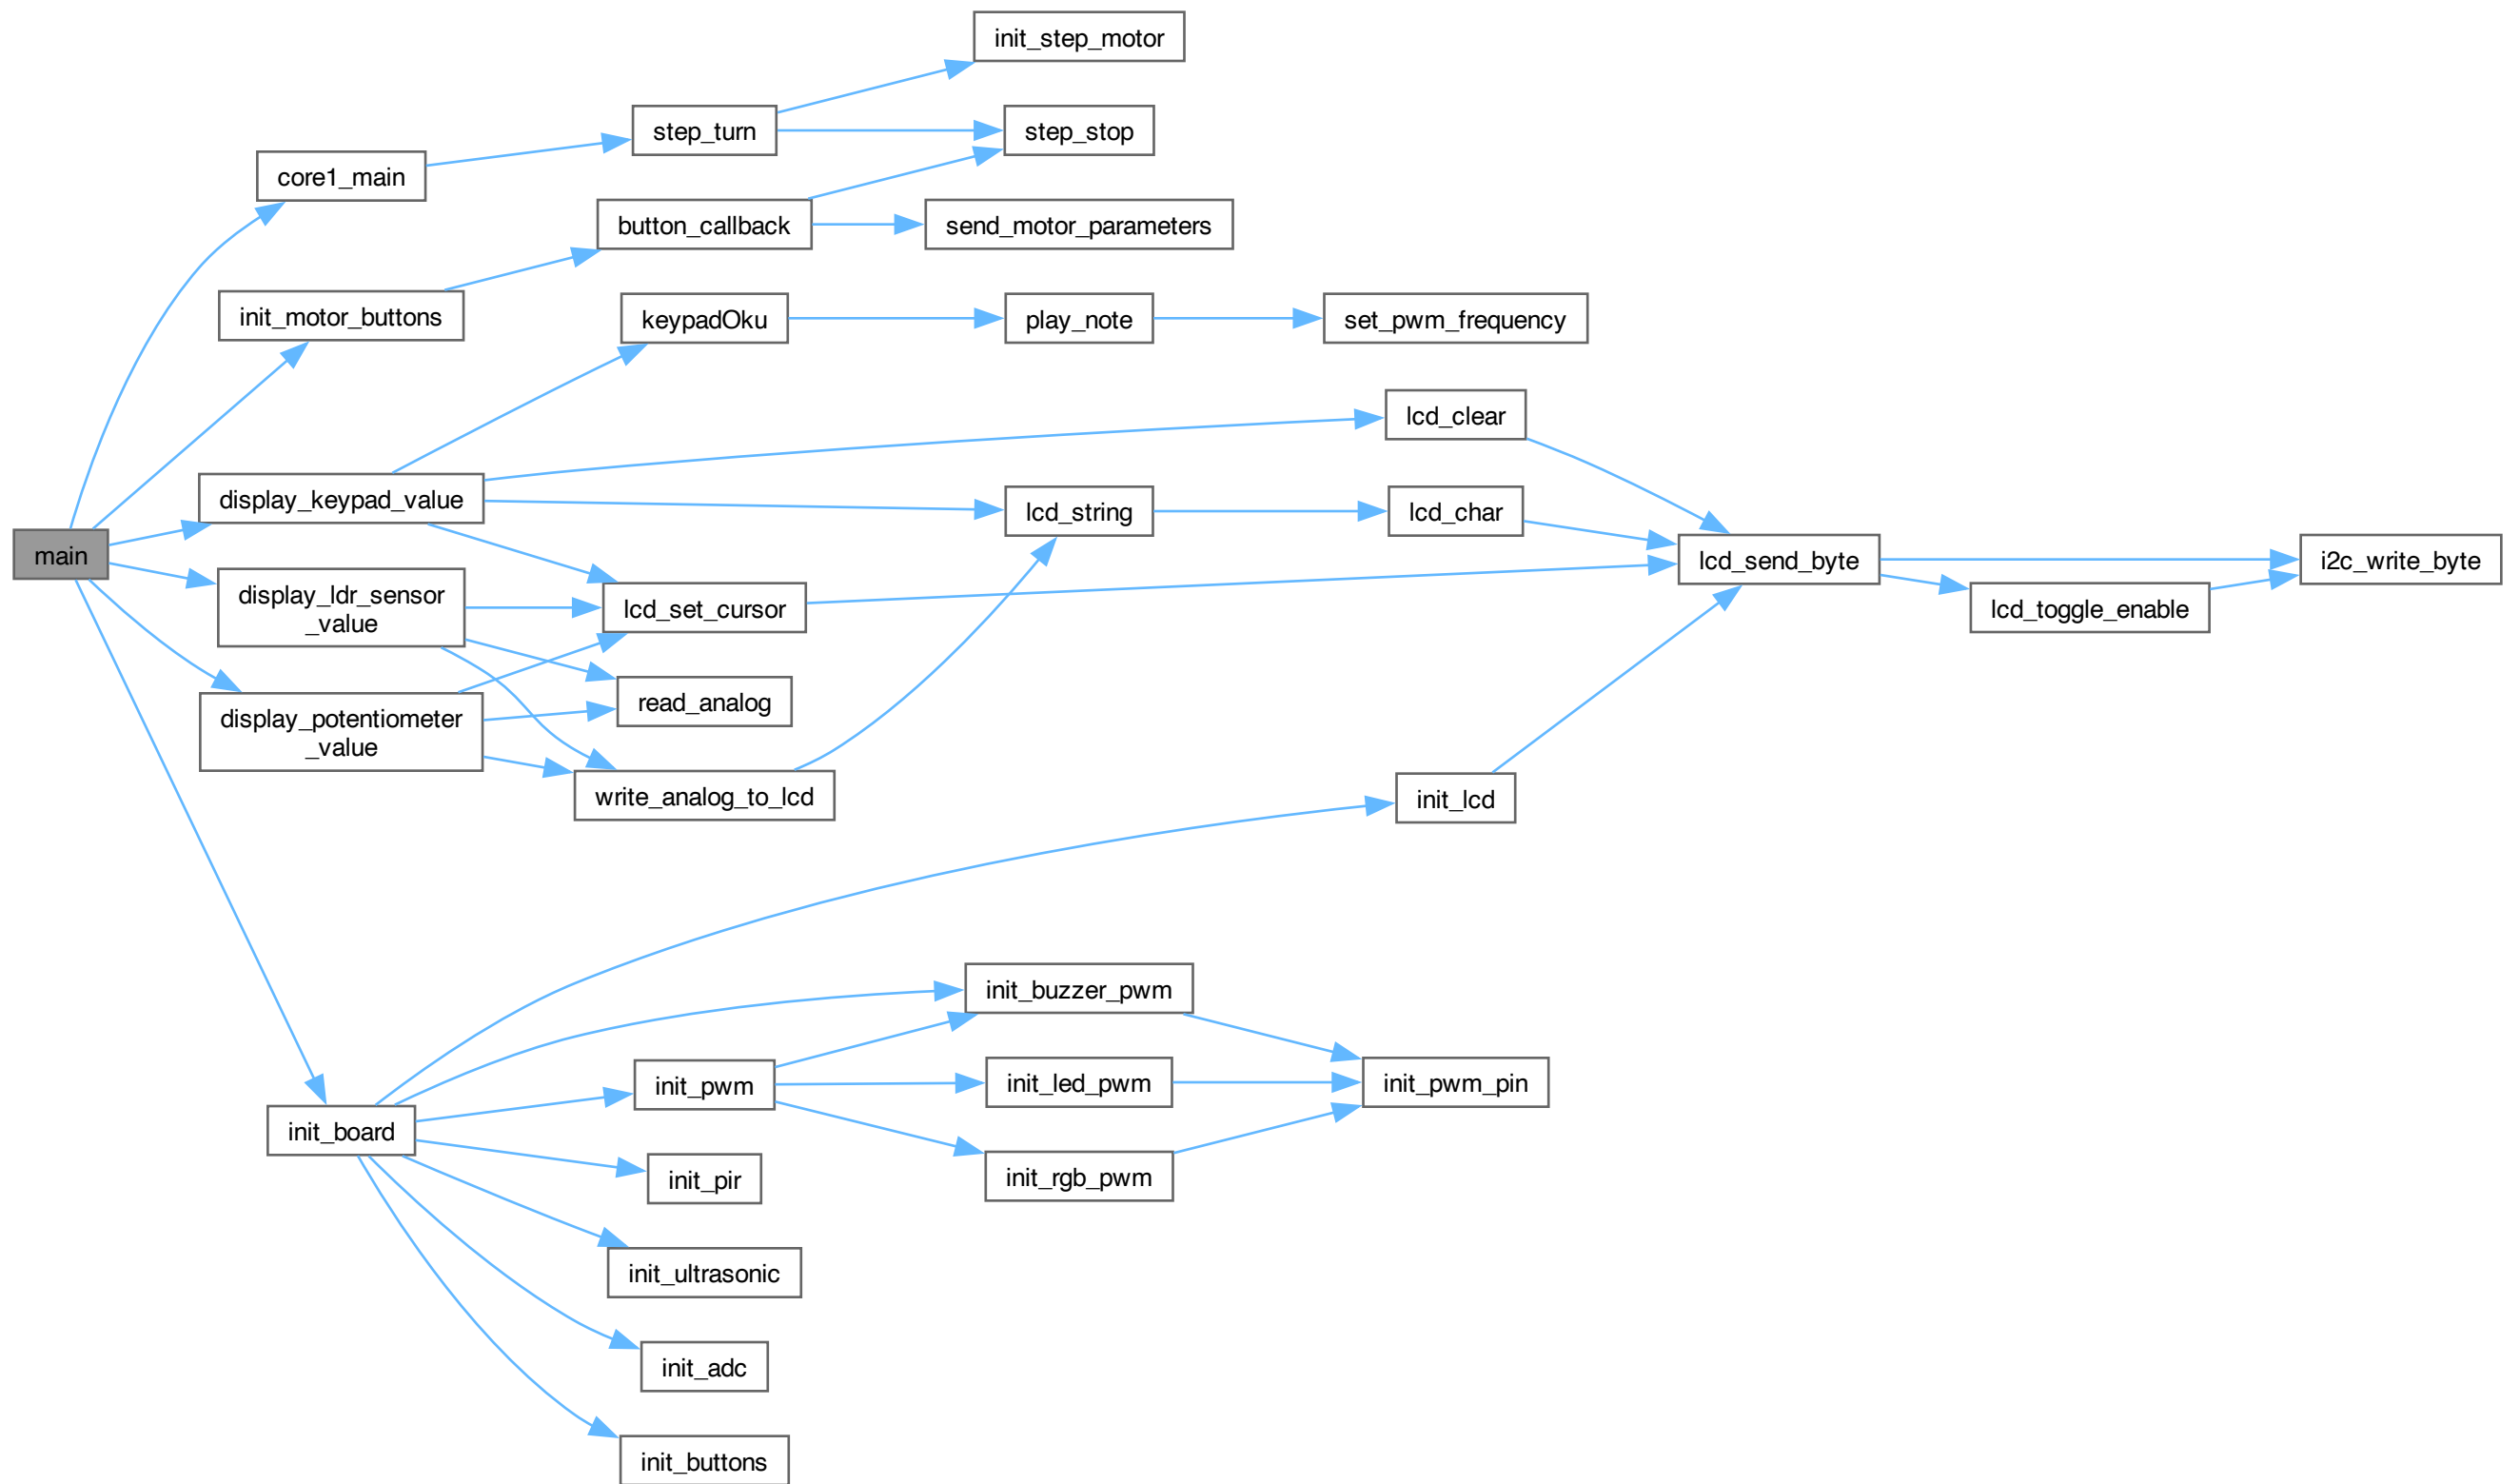 init_step_motor
step_turn
step_stop
core1_main
button_callback
send_motor_parameters
init_motor_buttons
keypadOku
play_note
set_pwm_frequency
lcd_clear
display_keypad_value
lcd_string
lcd_char
main
lcd_send_byte
i2c_write_byte
display_ldr_sensor
_value
lcd_set_cursor
lcd_toggle_enable
read_analog
display_potentiometer
_value
write_analog_to_lcd
init_lcd
init_buzzer_pwm
init_pwm
init_led_pwm
init_pwm_pin
init_board
init_pir
init_rgb_pwm
init_ultrasonic
init_adc
init_buttons